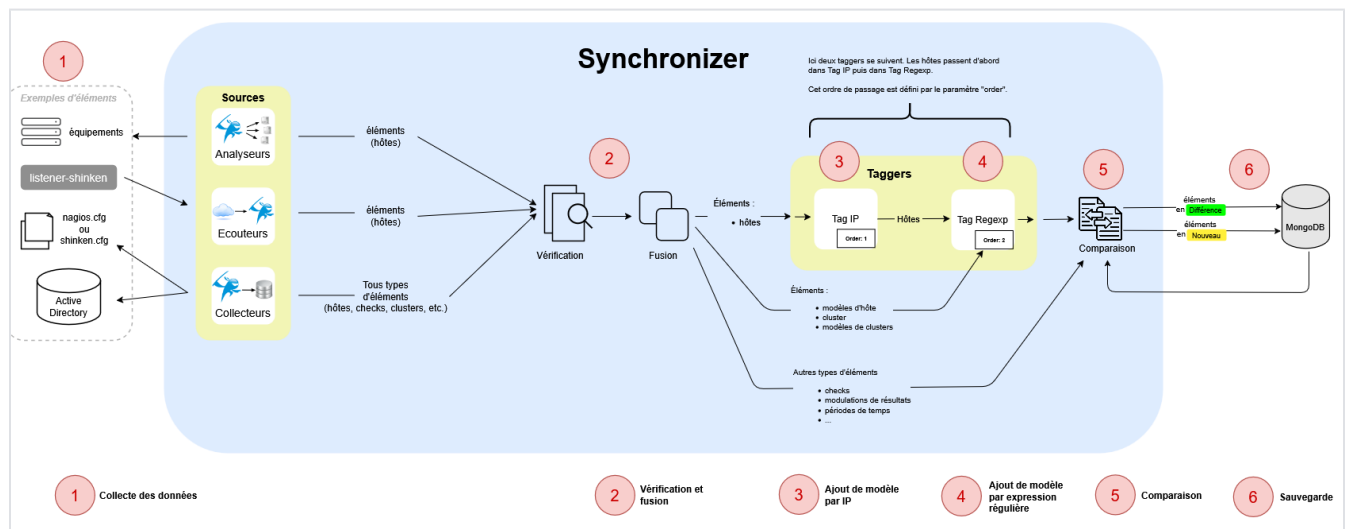 Synchronizer
1
Exemples d'éléments
équipements
listener-shinken
nagios.cfg
ou
shinken.cfg
Active
Directory
Sources
Analyseurs
Ecouteurs
Collecteurs
éléments
(hôtes)
éléments
(hôtes)
Tous types
d'éléments
(hôtes, checks, clusters, etc.)
2
Vérification
Fusion
Éléments :
• hôtes
Ici deux taggers se suivent. Les hôtes passent d'abord
dans Tag IP puis dans Tag Regexp.
Cet ordre de passage est défini par le paramètre "order".
3
4
Taggers
Tag IP
Order: 1
Hôtes
Tag Regexp
Order: 2
Éléments :
• modèles d'hôte
• cluster
• modèles de clusters
Autres types d'éléments
• checks
• modulations de résultats
• périodes de temps
• ...
5
Comparaison
éléments
en Différence
éléments
en Nouveau
6
MongoDB
1
Collecte des données
2
Vérification et
fusion
3
Ajout de modèle
par IP
4
Ajout de modèle
par expression
régulière
5
Comparaison
6
Sauvegarde